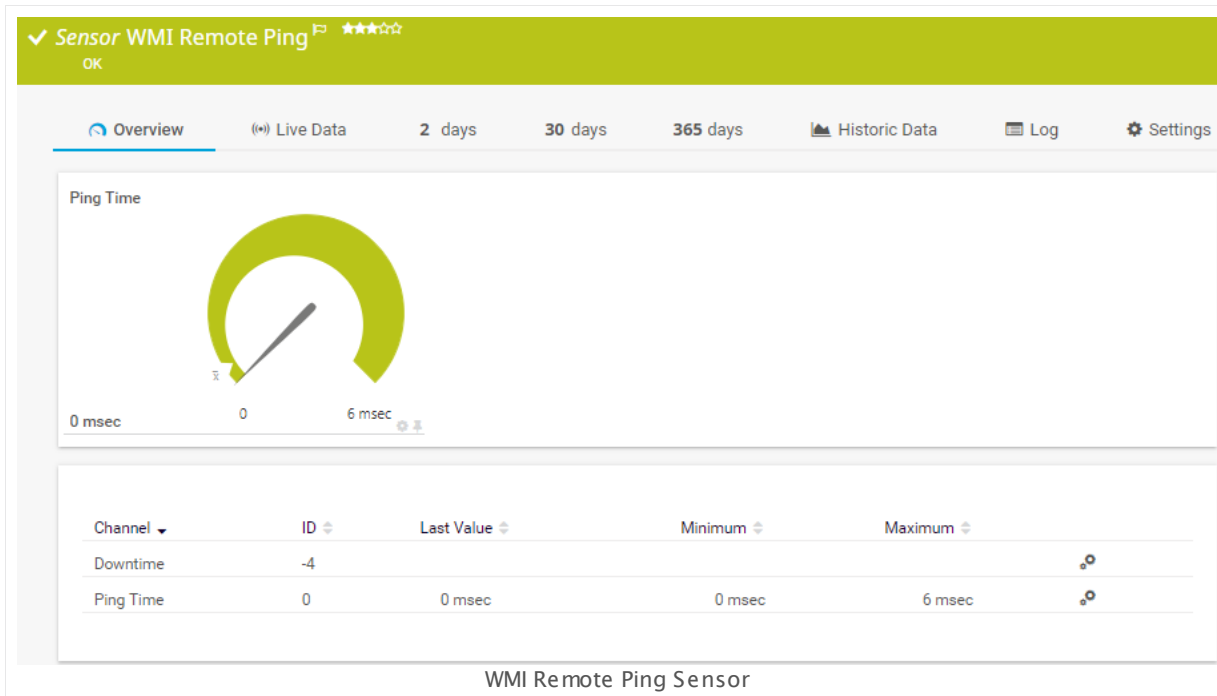 Sensor WMI Remote Ping
OK
Overview Live Data 2 days 30 days 365 days Historic Data Log Settings
Ping Time
x̄
0 6 msec
0 msec
Channel ID Last Value Minimum Maximum
Downtime -4
Ping Time 0 0 msec 0 msec 6 msec
WMI Remote Ping Sensor